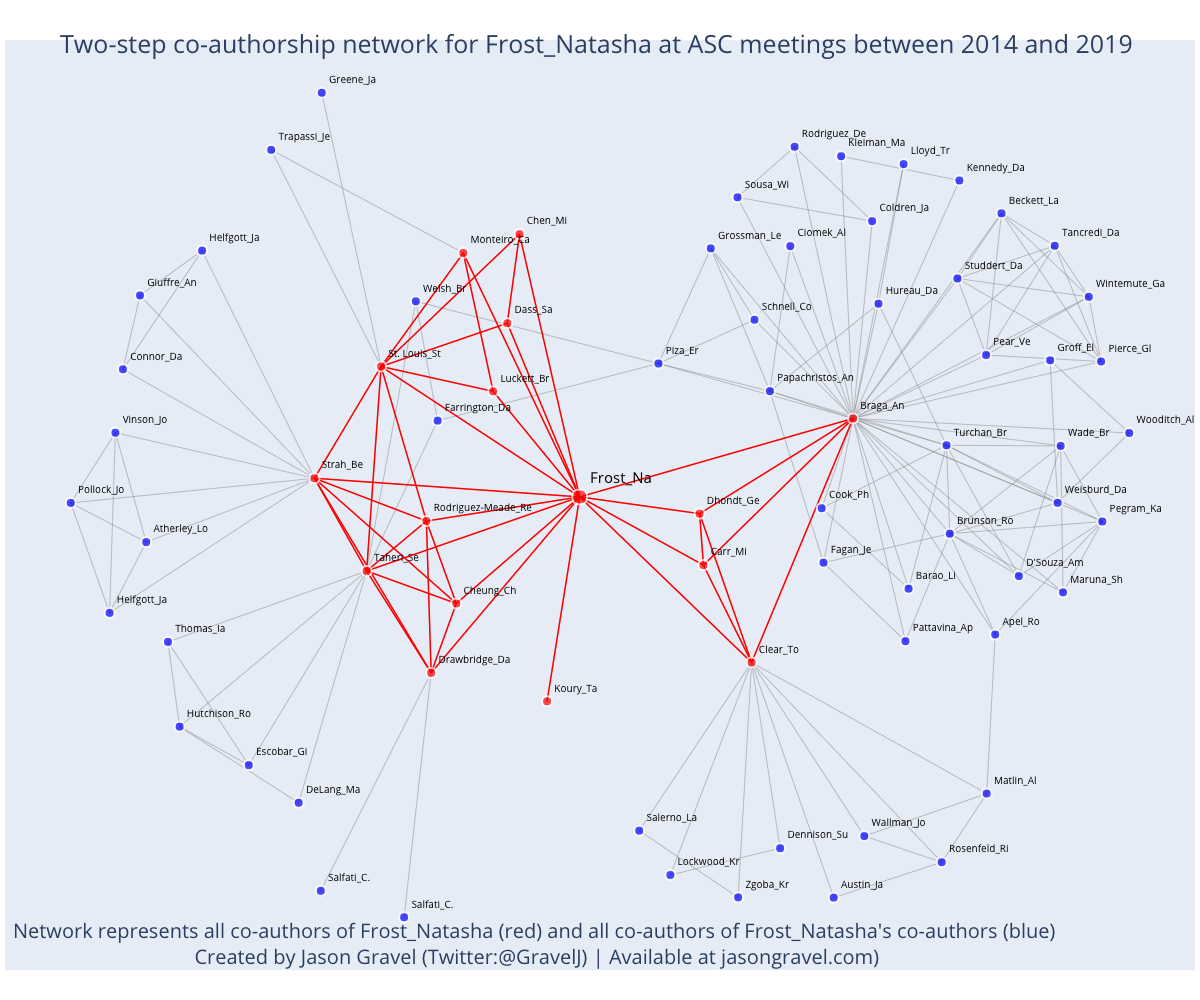 Two-step co-authorship network for Frost_Natasha at ASC meetings between 2014 and 2019
Greene_Ja
Trapassi_Je
Rodriguez_De
Kleiman_Ma
Lloyd_Tr
Kennedy_Da
Sousa_Wi
Beckett_La
Coldren_Ja
Chen_Mi
Tancredi_Da
Helfgott_Ja
Monteiro_Ca
Grossman_Le
Ciomek_Al
Studdert_Da
Giuffre_An
Welsh_Br
Wintemute_Ga
Hureau_Da
Dass_Sa
Schnell_Co
Connor_Da
St. Louis_St
Piza_Er
Pear_Ve
Groff_El
Pierce_Gl
Luckett_Br
Papachristos_An
Farrington_Da
Braga_An
Vinson_Jo
Wooditch_Al
Turchan_Br
Wade_Br
Strah_Be
Frost_Na
Pollock_Jo
Rodriguez-Meade_Re
Dhondt_Ge
Cook_Ph
Weisburd_Da
Atherley_Lo
Brunson_Ro
Pegram_Ka
Taheri_Se
Carr_Mi
Fagan_Je
D'Souza_Am
Helfgott_Ja
Cheung_Ch
Barao_Li
Maruna_Sh
Thomas_Ia
Pattavina_Ap
Apel_Ro
Drawbridge_Da
Clear_To
Koury_Ta
Hutchison_Ro
Escobar_Gi
DeLang_Ma
Matlin_Al
Salerno_La
Dennison_Su
Wallman_Jo
Rosenfeld_Ri
Lockwood_Kr
Salfati_C.
Zgoba_Kr
Austin_Ja
Salfati_C.
Network represents all co-authors of Frost_Natasha (red) and all co-authors of Frost_Natasha's co-authors (blue)
Created by Jason Gravel (Twitter:@GravelJ) | Available at jasongravel.com)